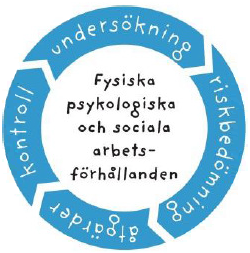 undersökning
riskbedömning
åtgärder
kontroll
Fysiska
psykologiska
och sociala
arbets-
förhållanden